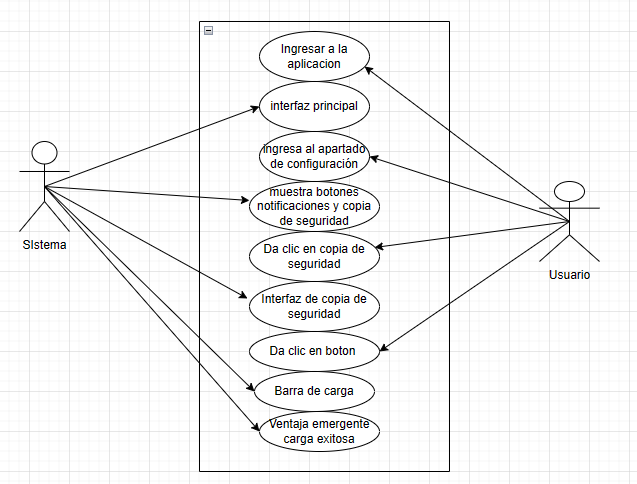 Ingresar a la
aplicacion
interfaz principal
ingresa al apartado
de configuración
muestra botones
notificaciones y copia
de seguridad
Da clic en copia de
seguridad
Interfaz de copia de
seguridad
Da clic en boton
Barra de carga
Ventaja emergente
carga exitosa
SIstema
Usuario